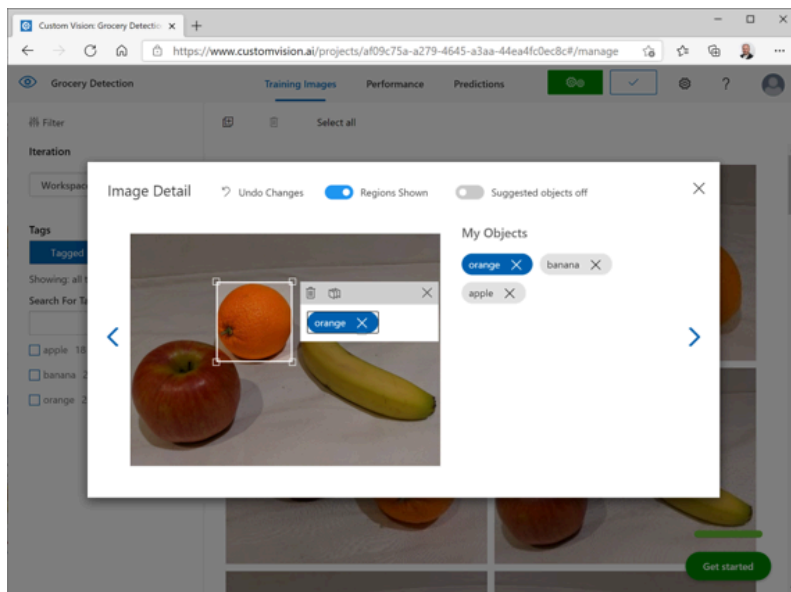 Custom Vision: Grocery Detectio
https://www.customvision.ai/projects/af09c75a-a279-4645-a3aa-44ea4fc0ec8c#/manage
Grocery Detection
Training Images
Performance
Predictions
?
Filter
Select all
Iteration
Workspac
Image Detail
Undo Changes
Regions Shown
Suggested objects off
Tags
Tagged
Showing: all t
Search For Ta
apple 18
banana 2
orange 2
orange
My Objects
orange
banana
apple
Get started